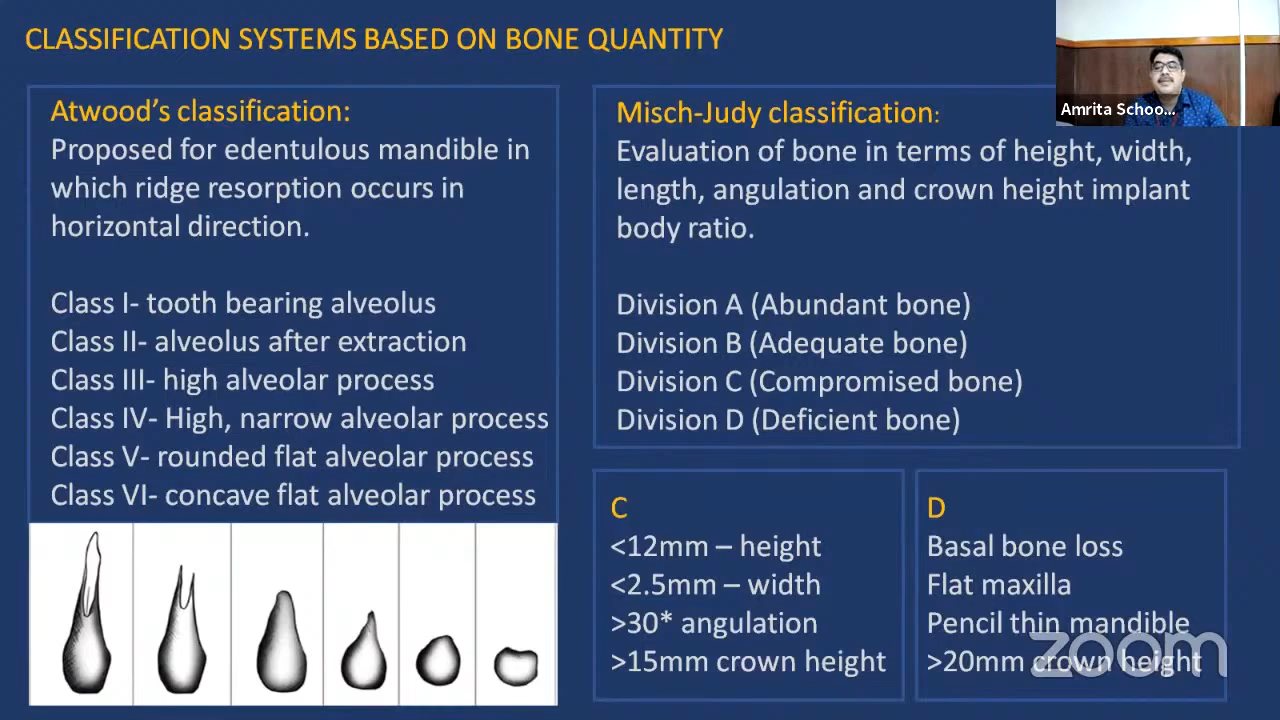 CLASSIFICATION SYSTEMS BASED ON BONE QUANTITY
Amrita Schoo...
Atwood's classification:
Proposed for edentulous mandible in
which ridge resorption occurs in
horizontal direction.
Class I- tooth bearing alveolus
Class II- alveolus after extraction
Class III- high alveolar process
Class IV- High, narrow alveolar process
Class V- rounded flat alveolar process
Class VI- concave flat alveolar process
Misch-Judy classification:
Evaluation of bone in terms of height, width,
length, angulation and crown height implant
body ratio.
Division A (Abundant bone)
Division B (Adequate bone)
Division C (Compromised bone)
Division D (Deficient bone)
C
<12mm – height
<2.5mm – width
>30* angulation
>15mm crown height
D
Basal bone loss
Flat maxilla
Pencil thin mandible
>20mm crown height
zoom